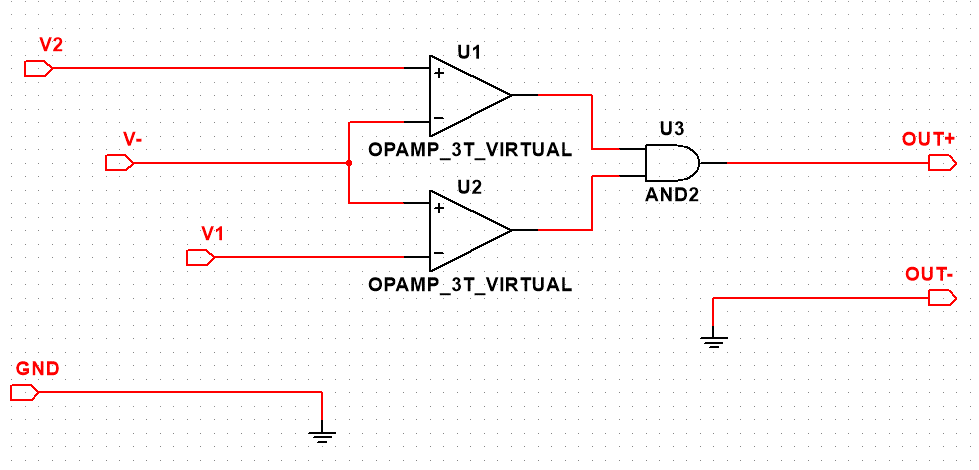 V2
U1
+
−
V-
OPAMP_3T_VIRTUAL
U3
AND2
OUT+
U2
+
−
V1
OPAMP_3T_VIRTUAL
OUT-
GND